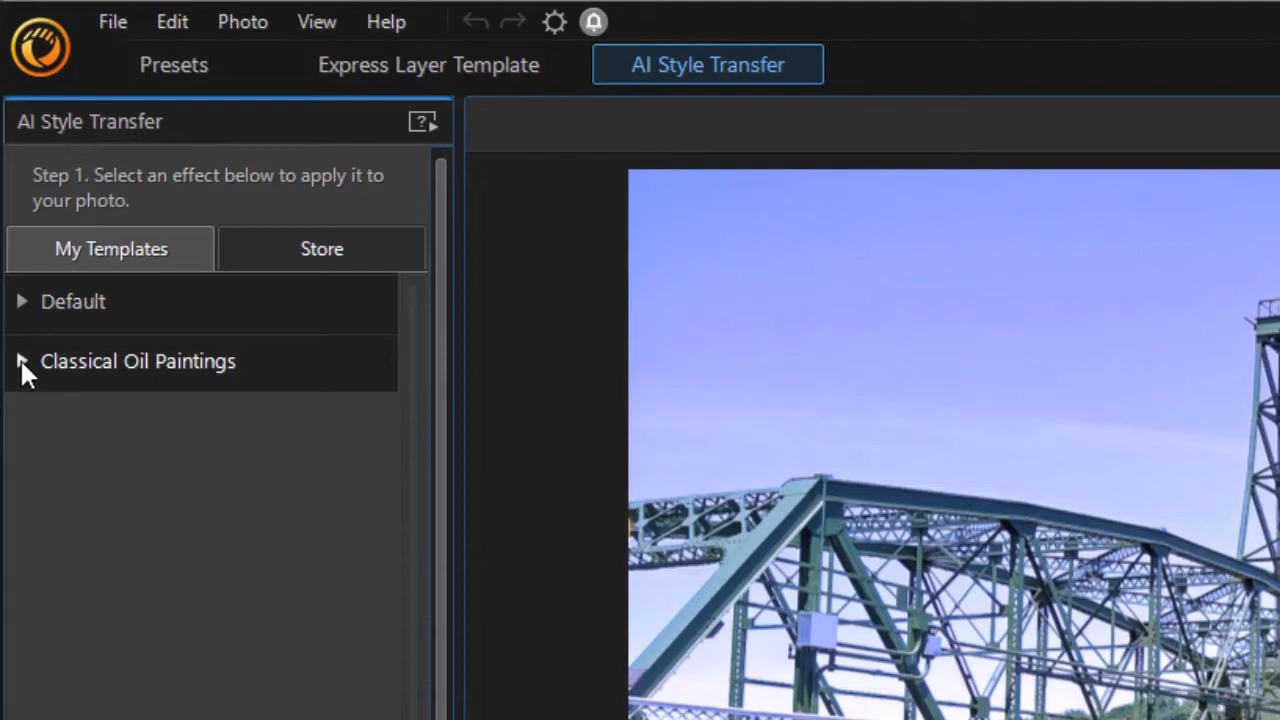 File Edit Photo View Help
Presets Express Layer Template AI Style Transfer
AI Style Transfer ?
Step 1. Select an effect below to apply it to
your photo.
My Templates Store
Default
Classical Oil Paintings